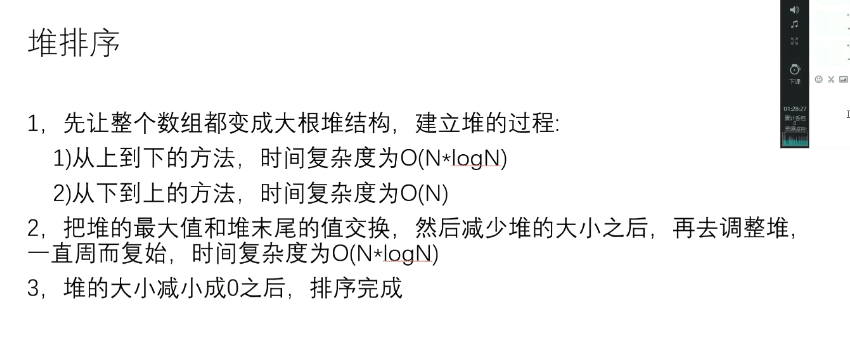 堆排序
1，先让整个数组都变成大根堆结构，建立堆的过程:
1)从上到下的方法，时间复杂度为O(N*logN)
2)从下到上的方法，时间复杂度为O(N)
2，把堆的最大值和堆末尾的值交换，然后减少堆的大小之后，再去调整堆，
一直周而复始，时间复杂度为O(N*logN)
3，堆的大小减小成0之后，排序完成
下课
01:28:27